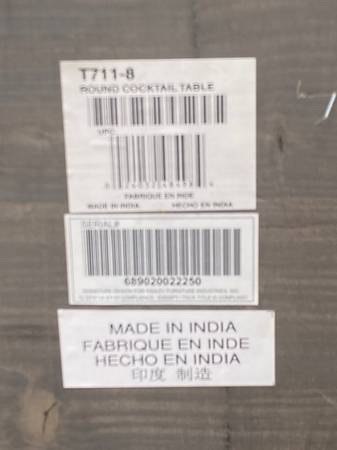 T711-8
ROUND COCKTAIL TABLE
UPC
FABRIQUE EN INDE
MADE IN INDIA HECHO EN INDIA
SERIAL#
689020022250
MADE IN INDIA
FABRIQUE EN INDE
HECHO EN INDIA
印度 制造